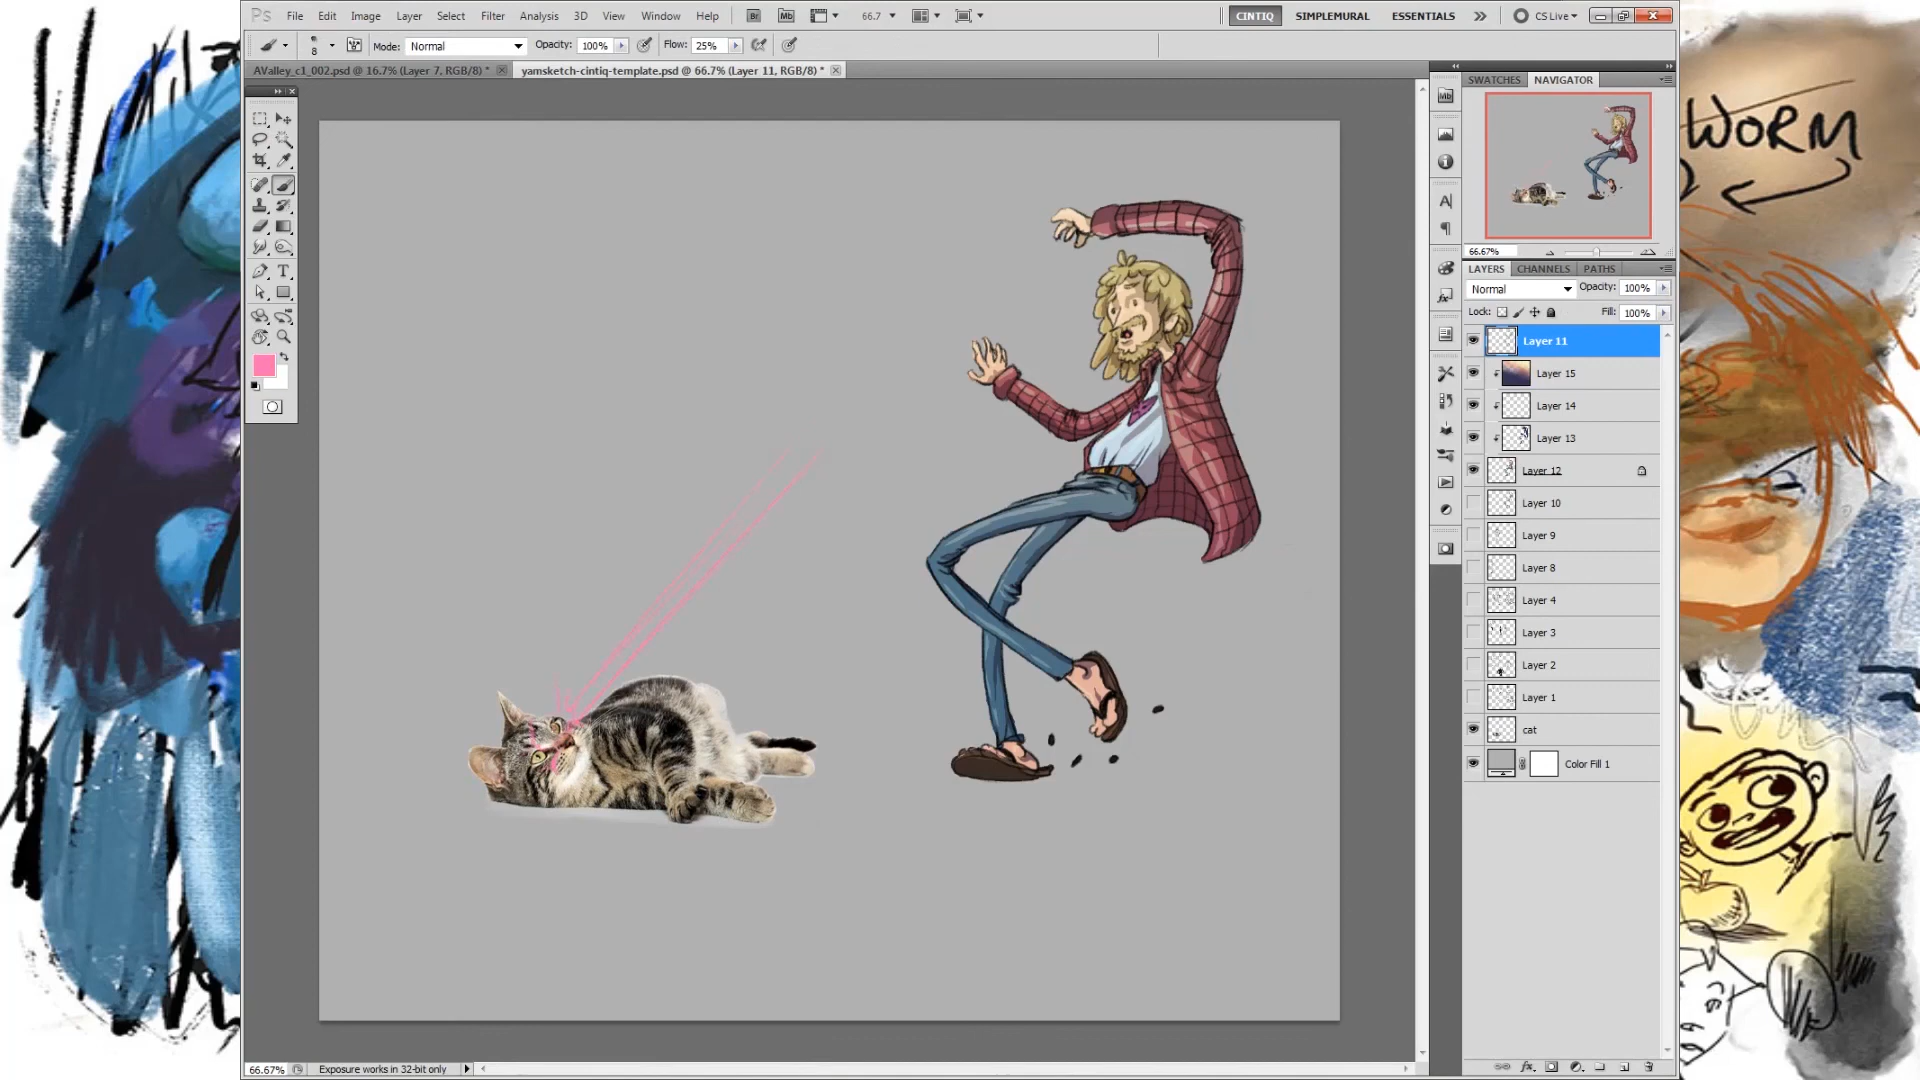 Ps File Edit Image Layer Select Filter Analysis 3D View Window Help Br Mb 66.7 CINTIQ SIMPLEMURAL ESSENTIALS CS Live
8 Mode: Normal Opacity: 100% Flow: 25%
AValley_c1_002.psd @ 16.7% (Layer 7, RGB/8) * yamsketch-cintiq-template.psd @ 66.7% (Layer 11, RGB/8) *
SWATCHES NAVIGATOR
WORM
66.67%
LAYERS CHANNELS PATHS
Normal Opacity: 100%
Lock: Fill: 100%
Layer 11
Layer 15
Layer 14
Layer 13
Layer 12
Layer 10
Layer 9
Layer 8
Layer 4
Layer 3
Layer 2
Layer 1
cat
Color Fill 1
66.67% Exposure works in 32-bit only